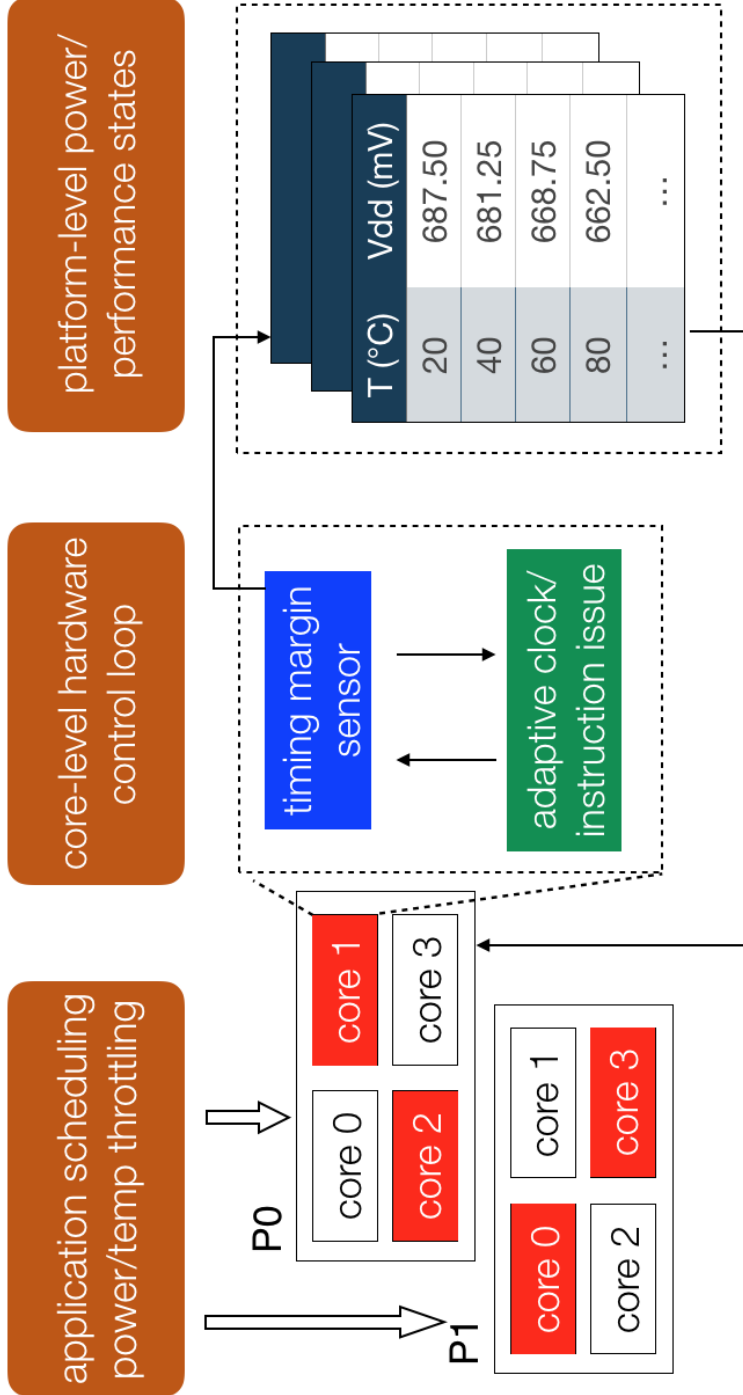 application scheduling
power/temp throttling
core-level hardware
control loop
platform-level power/
performance states
P0
core 0
core 1
core 2
core 3
P1
core 0
core 1
core 2
core 3
timing margin
sensor
adaptive clock/
instruction issue
T (°C) Vdd (mV)
20 687.50
40 681.25
60 668.75
80 662.50
... ...